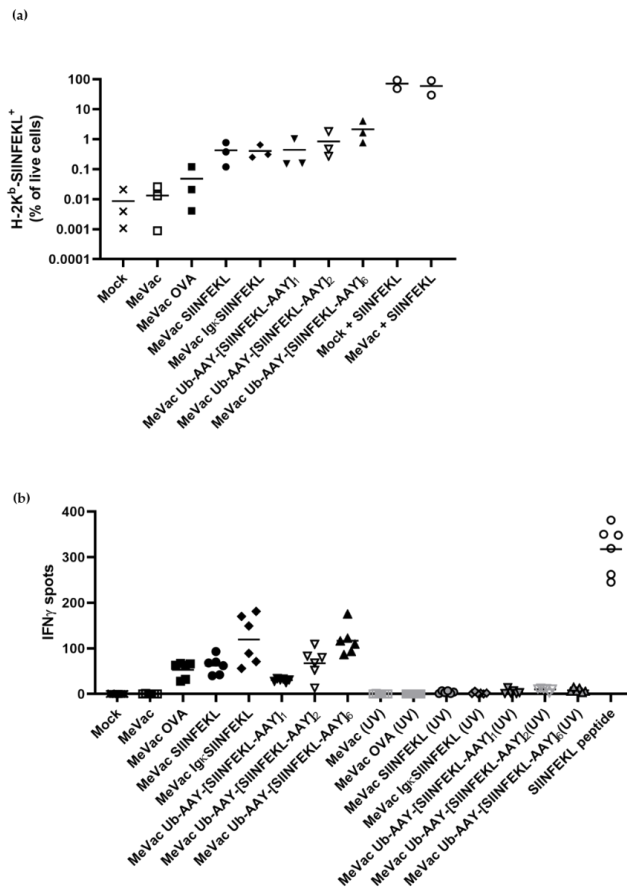 (a)
H-2Kᵇ-SIINFEKL⁺
(% of live cells)
100
10
1
0.1
0.01
0.001
0.0001
Mock
MeVac
MeVac OVA
MeVac SIINFEKL
MeVac IgκSIINFEKL
MeVac Ub-AAY-[SIINFEKL-AAY]₁
MeVac Ub-AAY-[SIINFEKL-AAY]₂
MeVac Ub-AAY-[SIINFEKL-AAY]₆
Mock + SIINFEKL
MeVac + SIINFEKL
(b)
IFNγ spots
400
300
200
100
0
Mock
MeVac
MeVac OVA
MeVac SIINFEKL
MeVac IgκSIINFEKL
MeVac Ub-AAY-[SIINFEKL-AAY]₁
MeVac Ub-AAY-[SIINFEKL-AAY]₂
MeVac Ub-AAY-[SIINFEKL-AAY]₆
MeVac (UV)
MeVac OVA (UV)
MeVac SIINFEKL (UV)
MeVac IgκSIINFEKL (UV)
MeVac Ub-AAY-[SIINFEKL-AAY]₁(UV)
MeVac Ub-AAY-[SIINFEKL-AAY]₂(UV)
MeVac Ub-AAY-[SIINFEKL-AAY]₆(UV)
SIINFEKL peptide